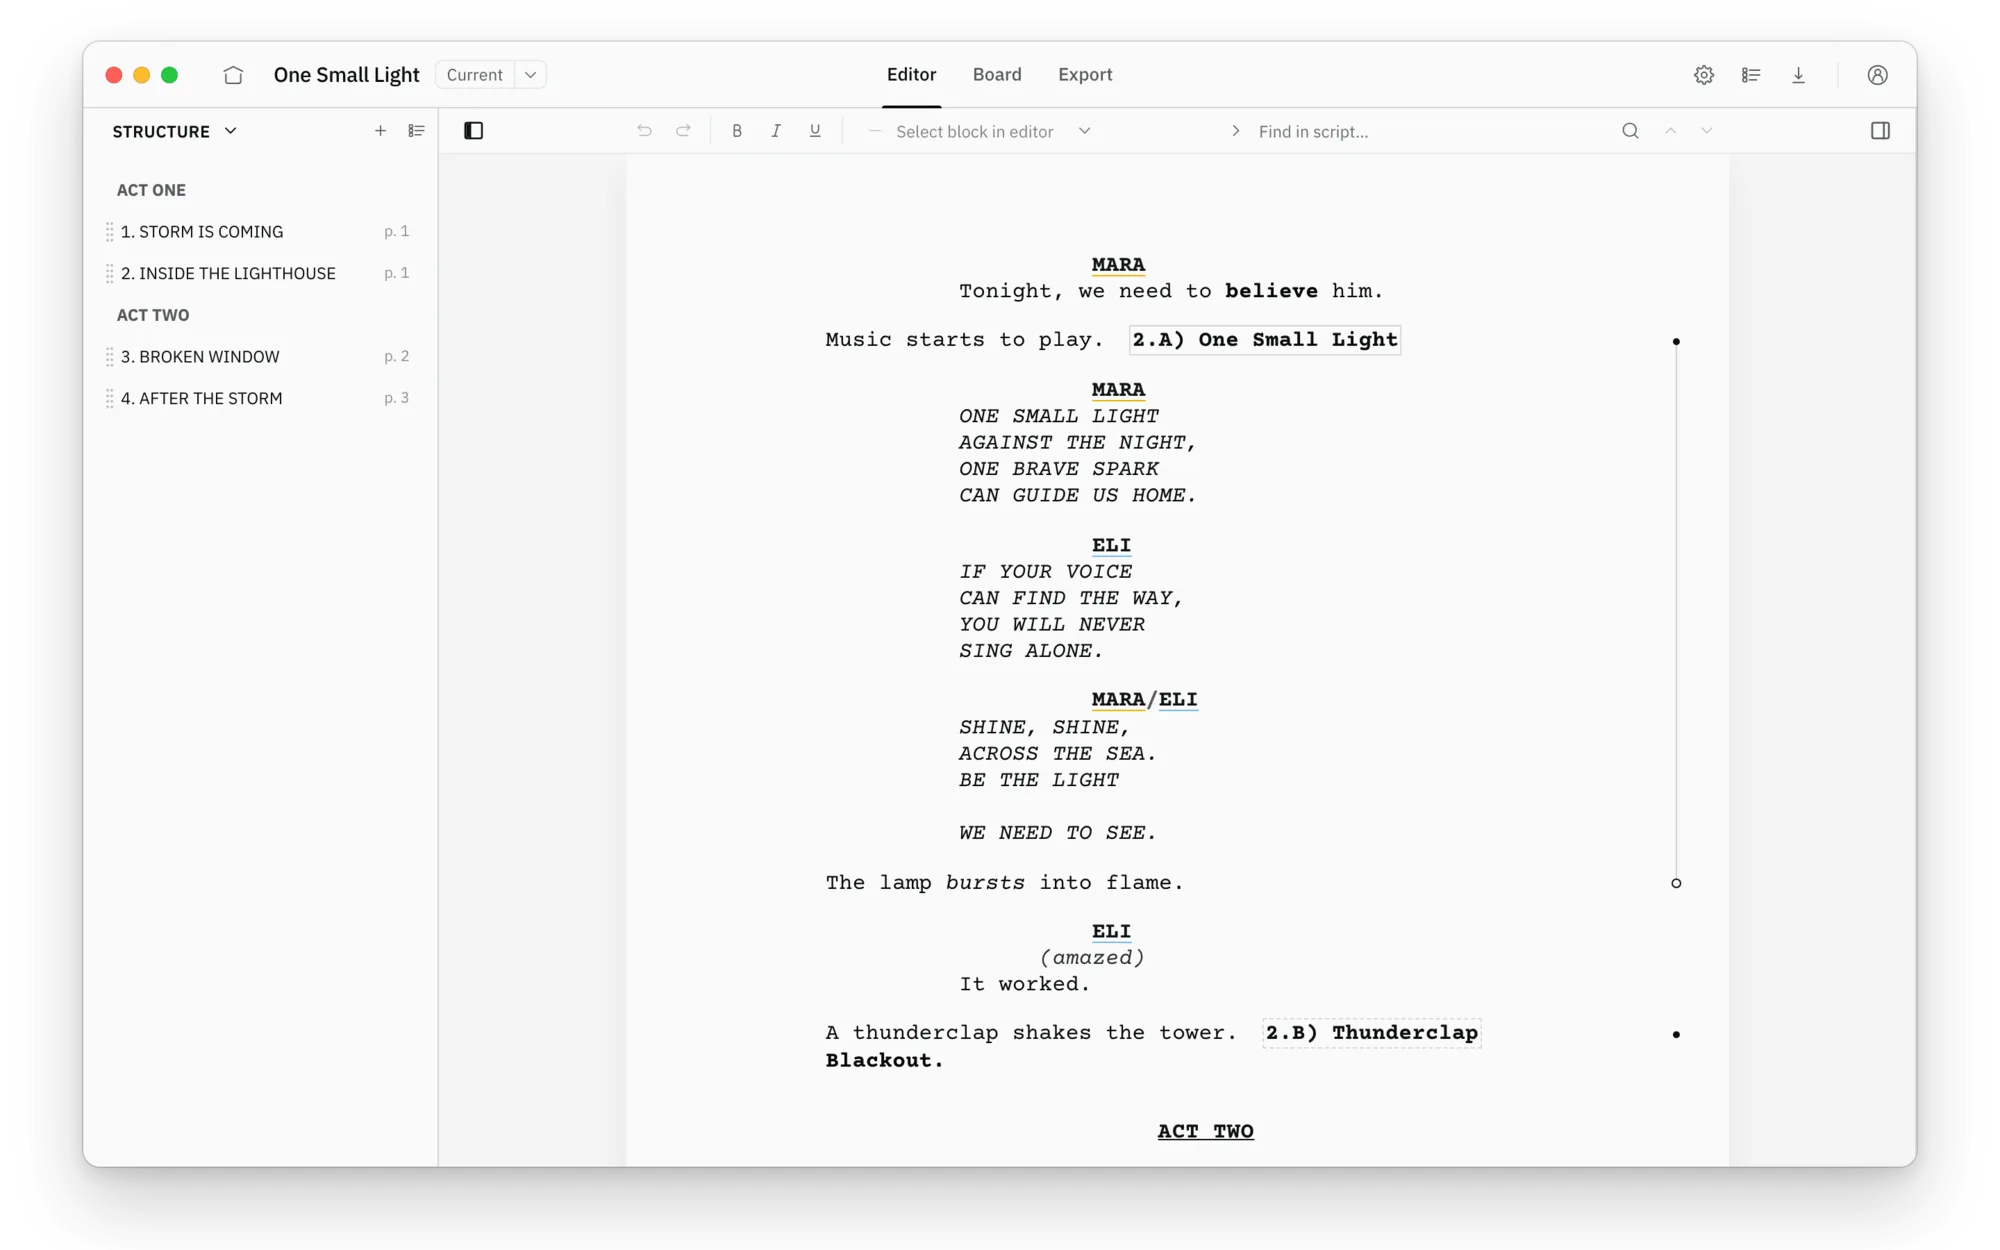 One Small Light Current
Editor Board Export
STRUCTURE
B I U
Select block in editor
Find in script...
ACT ONE
1. STORM IS COMING p. 1
2. INSIDE THE LIGHTHOUSE p. 1
ACT TWO
3. BROKEN WINDOW p. 2
4. AFTER THE STORM p. 3
MARA
Tonight, we need to believe him.
Music starts to play. 2.A) One Small Light
MARA
ONE SMALL LIGHT
AGAINST THE NIGHT,
ONE BRAVE SPARK
CAN GUIDE US HOME.
ELI
IF YOUR VOICE
CAN FIND THE WAY,
YOU WILL NEVER
SING ALONE.
MARA/ELI
SHINE, SHINE,
ACROSS THE SEA.
BE THE LIGHT
WE NEED TO SEE.
The lamp bursts into flame.
ELI
(amazed)
It worked.
A thunderclap shakes the tower. 2.B) Thunderclap
Blackout.
ACT TWO